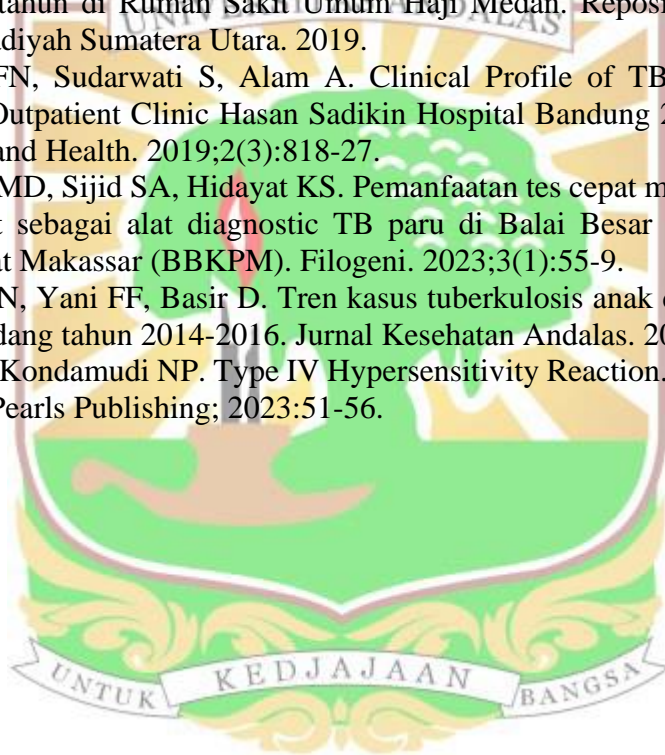 tahun di Rumah Sakit Umum Haji Medan. Reposi
UNIV ALAS
adiyah Sumatera Utara. 2019.
FN, Sudarwati S, Alam A. Clinical Profile of TB
Outpatient Clinic Hasan Sadikin Hospital Bandung 2
and Health. 2019;2(3):818-27.
MD, Sijid SA, Hidayat KS. Pemanfaatan tes cepat m
t sebagai alat diagnostic TB paru di Balai Besar
at Makassar (BBKPM). Filogeni. 2023;3(1):55-9.
N, Yani FF, Basir D. Tren kasus tuberkulosis anak
dang tahun 2014-2016. Jurnal Kesehatan Andalas. 20
Kondamudi NP. Type IV Hypersensitivity Reaction.
Pearls Publishing; 2023:51-56.
UNTUK KEDJAJAAN BANGSA